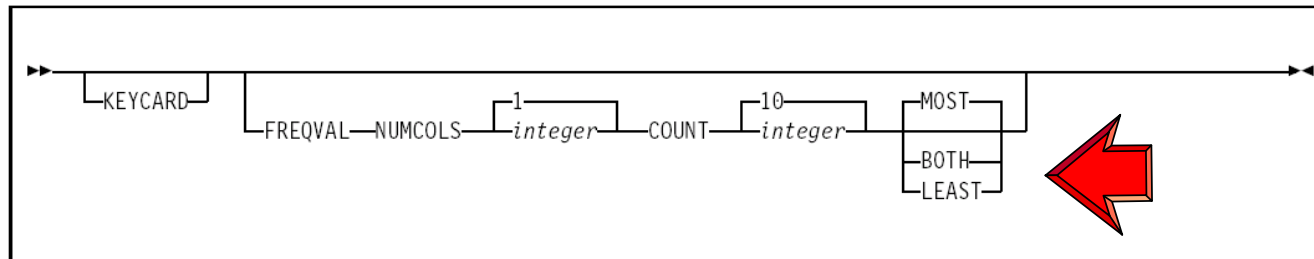 1 10 MOST
KEYCARD
FREQVAL NUMCOLS integer COUNT integer
BOTH
LEAST